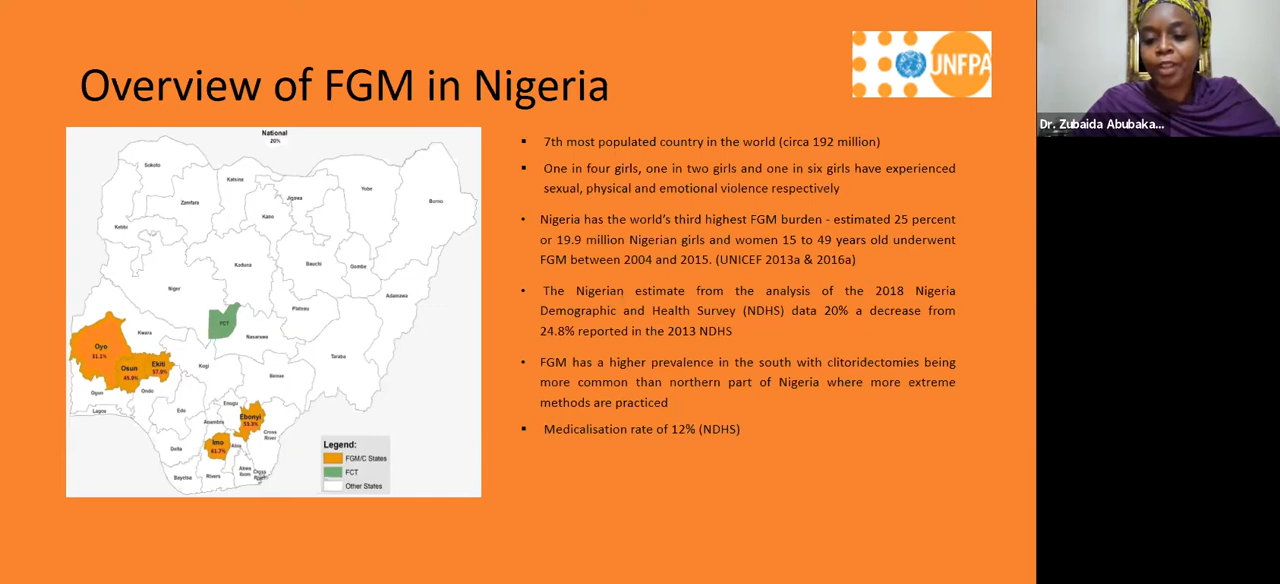 Overview of FGM in Nigeria
UNFPA
Dr. Zubaida Abubaka...
National
20%
Sokoto
Katsina
Jigawa
Yobe
Borno
Zamfara
Kano
Kebbi
Kaduna
Bauchi
Gombe
Niger
Adamawa
Plateau
FCT
Nasarawa
Kwara
Oyo
31.1%
Osun
45.8%
Ekiti
57.9%
Kogi
Benue
Taraba
Ogun
Ondo
Lagos
Edo
Enugu
Anambra
Ebonyi
53.2%
Cross
River
Imo
61.7%
Abia
Delta
Bayelsa
Rivers
Akwa
Ibom
Legend:
FGM/C States
FCT
Other States
▪ 7th most populated country in the world (circa 192 million)
▪ One in four girls, one in two girls and one in six girls have experienced
sexual, physical and emotional violence respectively
• Nigeria has the world's third highest FGM burden - estimated 25 percent
or 19.9 million Nigerian girls and women 15 to 49 years old underwent
FGM between 2004 and 2015. (UNICEF 2013a & 2016a)
• The Nigerian estimate from the analysis of the 2018 Nigeria
Demographic and Health Survey (NDHS) data 20% a decrease from
24.8% reported in the 2013 NDHS
• FGM has a higher prevalence in the south with clitoridectomies being
more common than northern part of Nigeria where more extreme
methods are practiced
▪ Medicalisation rate of 12% (NDHS)